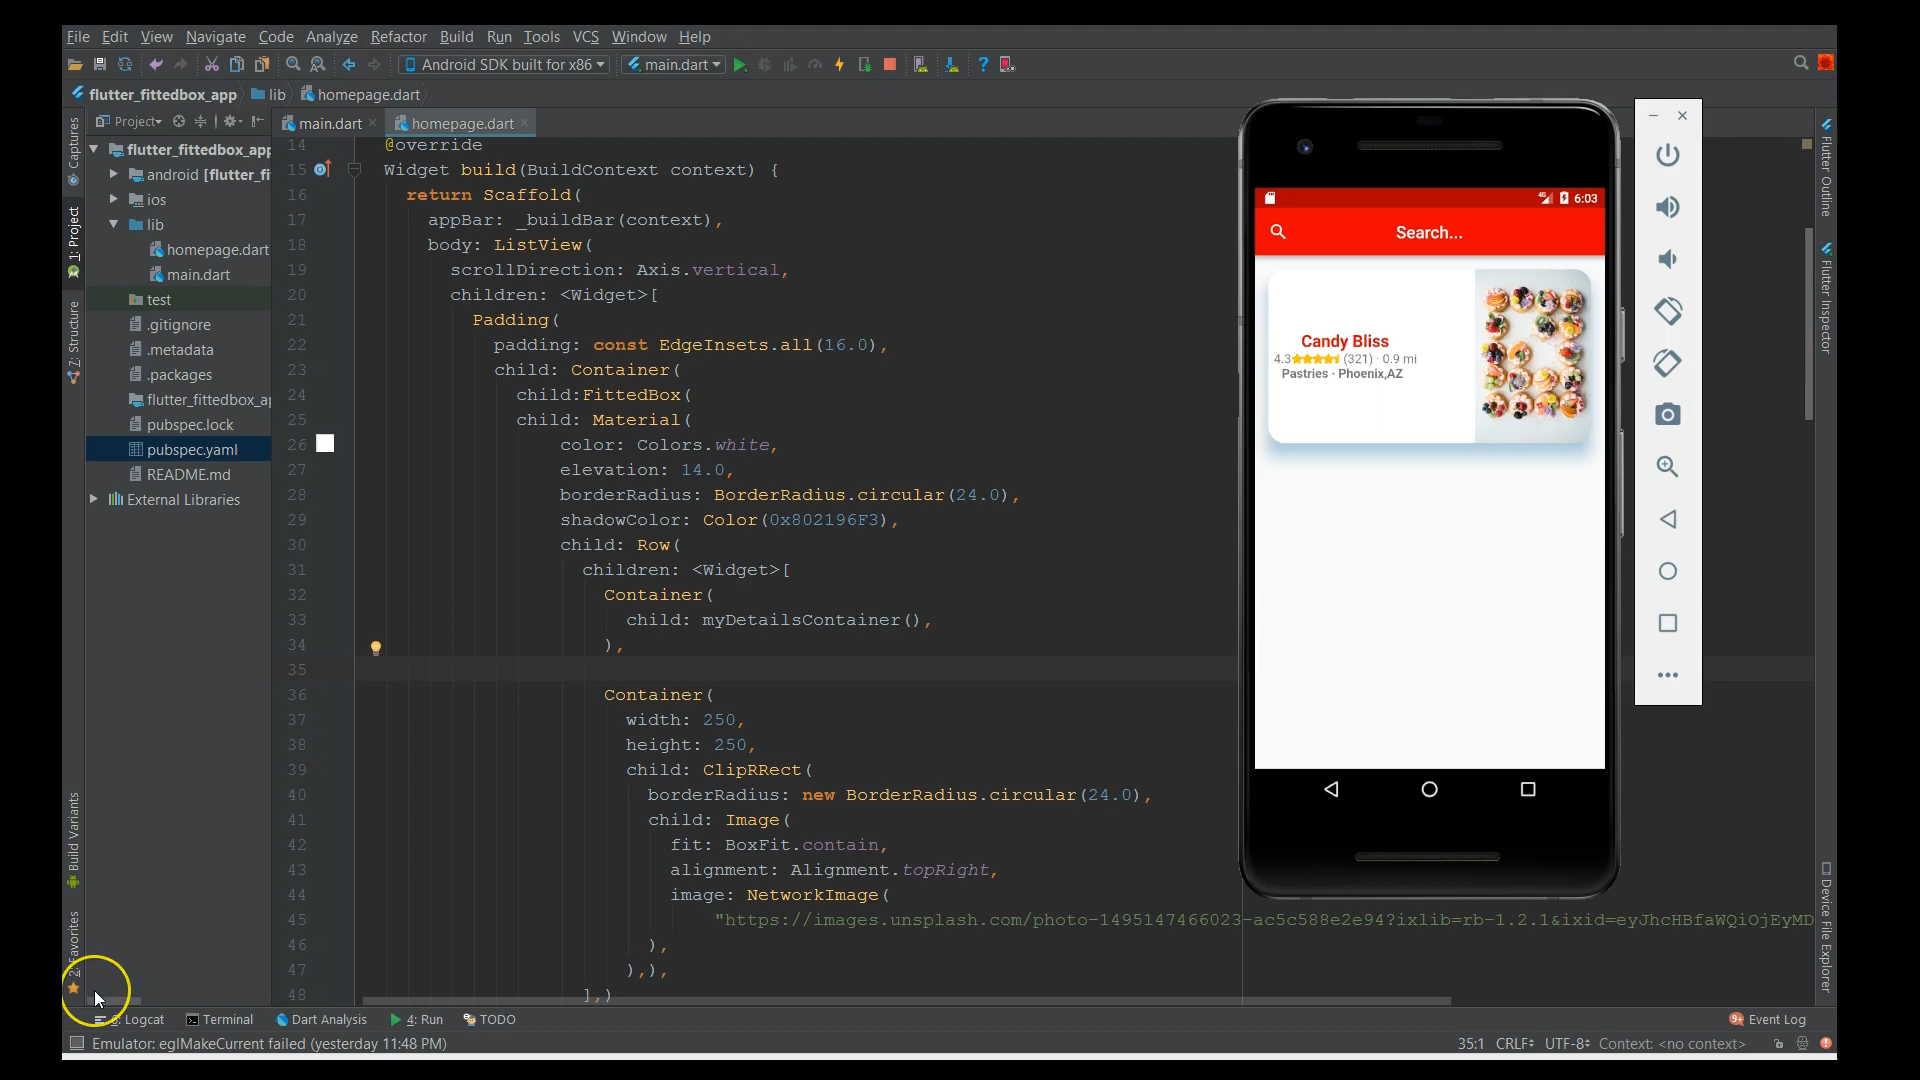 File Edit View Navigate Code Analyze Refactor Build Run Tools VCS Window Help
Android SDK built for x86 main.dart
flutter_fittedbox_app lib homepage.dart
Captures
1: Project
7: Structure
Build Variants
2: Favorites
Project
flutter_fittedbox_app
android [flutter_fi
ios
lib
homepage.dart
main.dart
test
.gitignore
.metadata
.packages
flutter_fittedbox_ap
pubspec.lock
pubspec.yaml
README.md
External Libraries
main.dart homepage.dart
14 @override
15 Widget build(BuildContext context) {
16 return Scaffold(
17 appBar: _buildBar(context),
18 body: ListView(
19 scrollDirection: Axis.vertical,
20 children: <Widget>[
21 Padding(
22 padding: const EdgeInsets.all(16.0),
23 child: Container(
24 child:FittedBox(
25 child: Material(
26 color: Colors.white,
27 elevation: 14.0,
28 borderRadius: BorderRadius.circular(24.0),
29 shadowColor: Color(0x802196F3),
30 child: Row(
31 children: <Widget>[
32 Container(
33 child: myDetailsContainer(),
34 ),
35
36 Container(
37 width: 250,
38 height: 250,
39 child: ClipRRect(
40 borderRadius: new BorderRadius.circular(24.0),
41 child: Image(
42 fit: BoxFit.contain,
43 alignment: Alignment.topRight,
44 image: NetworkImage(
45 "https://images.unsplash.com/photo-1495147466023-ac5c588e2e94?ixlib=rb-1.2.1&ixid=eyJhcHBfaWQiOjEyMD
46 ),
47 ),),
48 ],)
4G 6:03
Search...
Candy Bliss
4.3 (321) · 0.9 mi
Pastries · Phoenix,AZ
Flutter Outline
Flutter Inspector
Device File Explorer
6: Logcat Terminal Dart Analysis 4: Run TODO 9+ Event Log
Emulator: eglMakeCurrent failed (yesterday 11:48 PM) 35:1 CRLF UTF-8 Context: <no context>